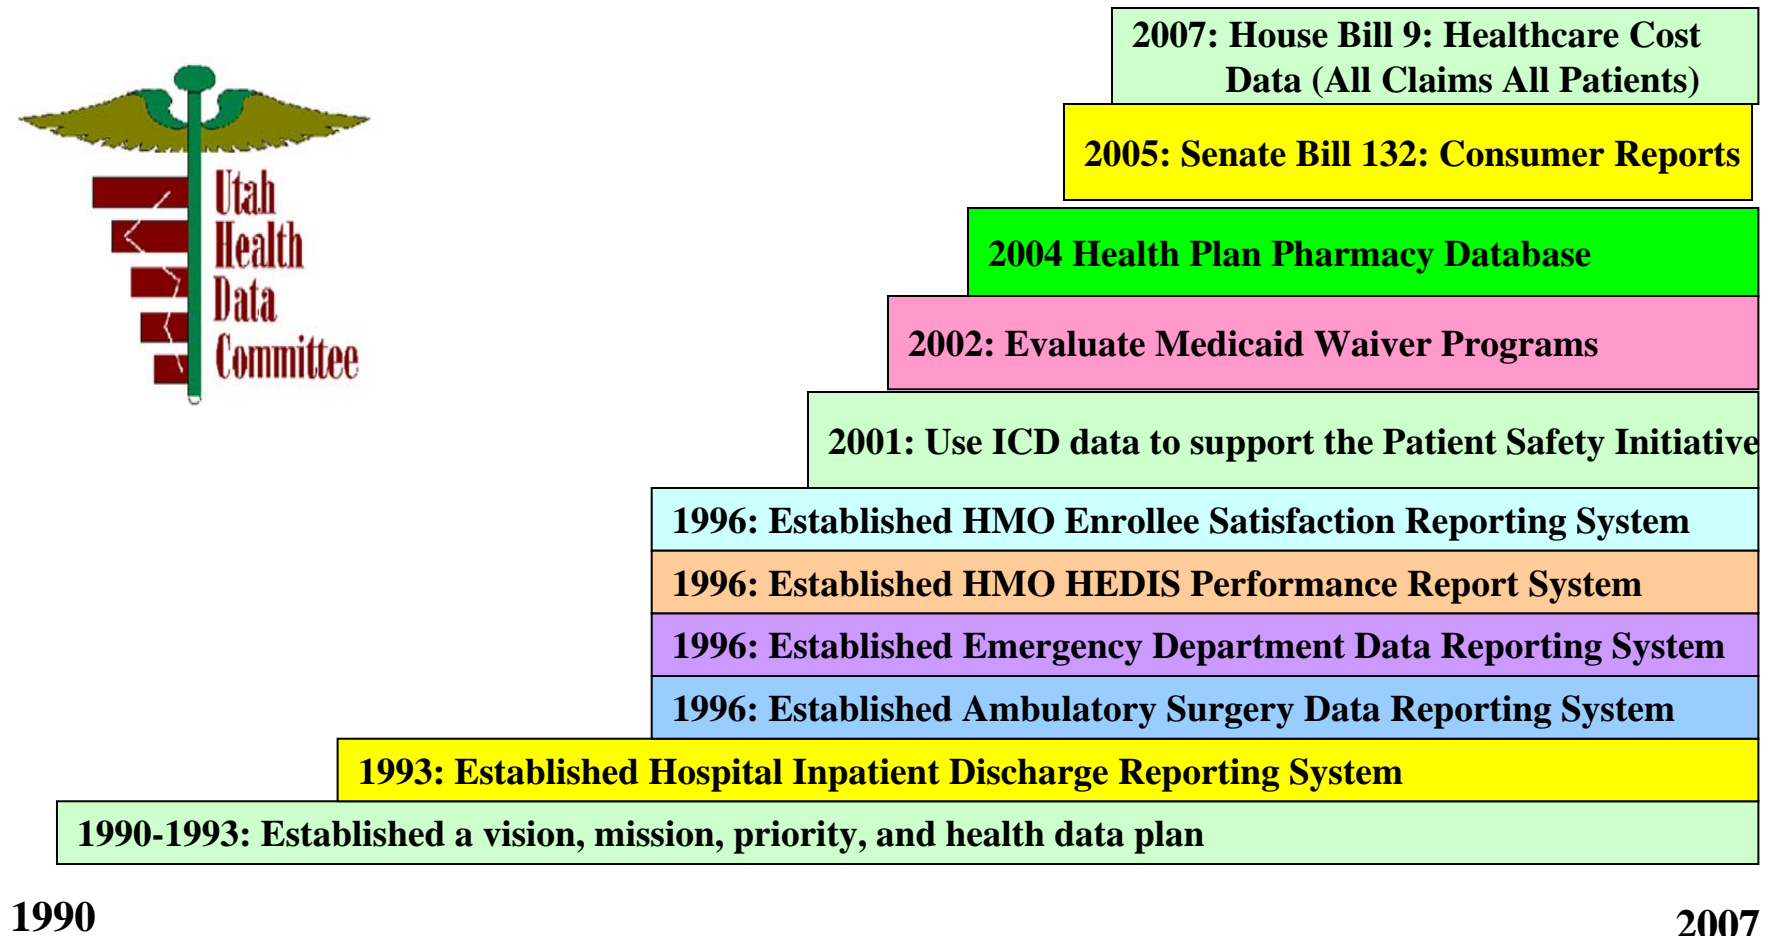 2007: House Bill 9: Healthcare Cost
Data (All Claims All Patients)
Utah
Health
Data
Committee
2005: Senate Bill 132: Consumer Reports
2004 Health Plan Pharmacy Database
2002: Evaluate Medicaid Waiver Programs
2001: Use ICD data to support the Patient Safety Initiative
1996: Established HMO Enrollee Satisfaction Reporting System
1996: Established HMO HEDIS Performance Report System
1996: Established Emergency Department Data Reporting System
1996: Established Ambulatory Surgery Data Reporting System
1993: Established Hospital Inpatient Discharge Reporting System
1990-1993: Established a vision, mission, priority, and health data plan
1990
2007